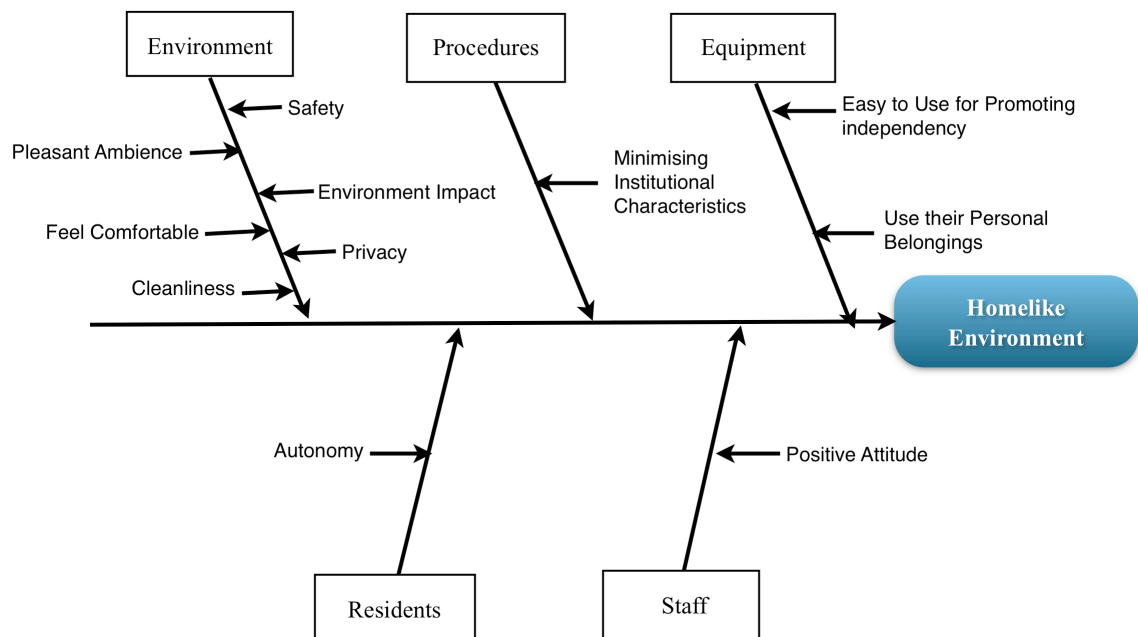 Environment
Procedures
Equipment
Safety
Pleasant Ambience
Environment Impact
Feel Comfortable
Privacy
Cleanliness
Minimising
Institutional
Characteristics
Easy to Use for Promoting
independency
Use their Personal
Belongings
Homelike
Environment
Autonomy
Positive Attitude
Residents
Staff